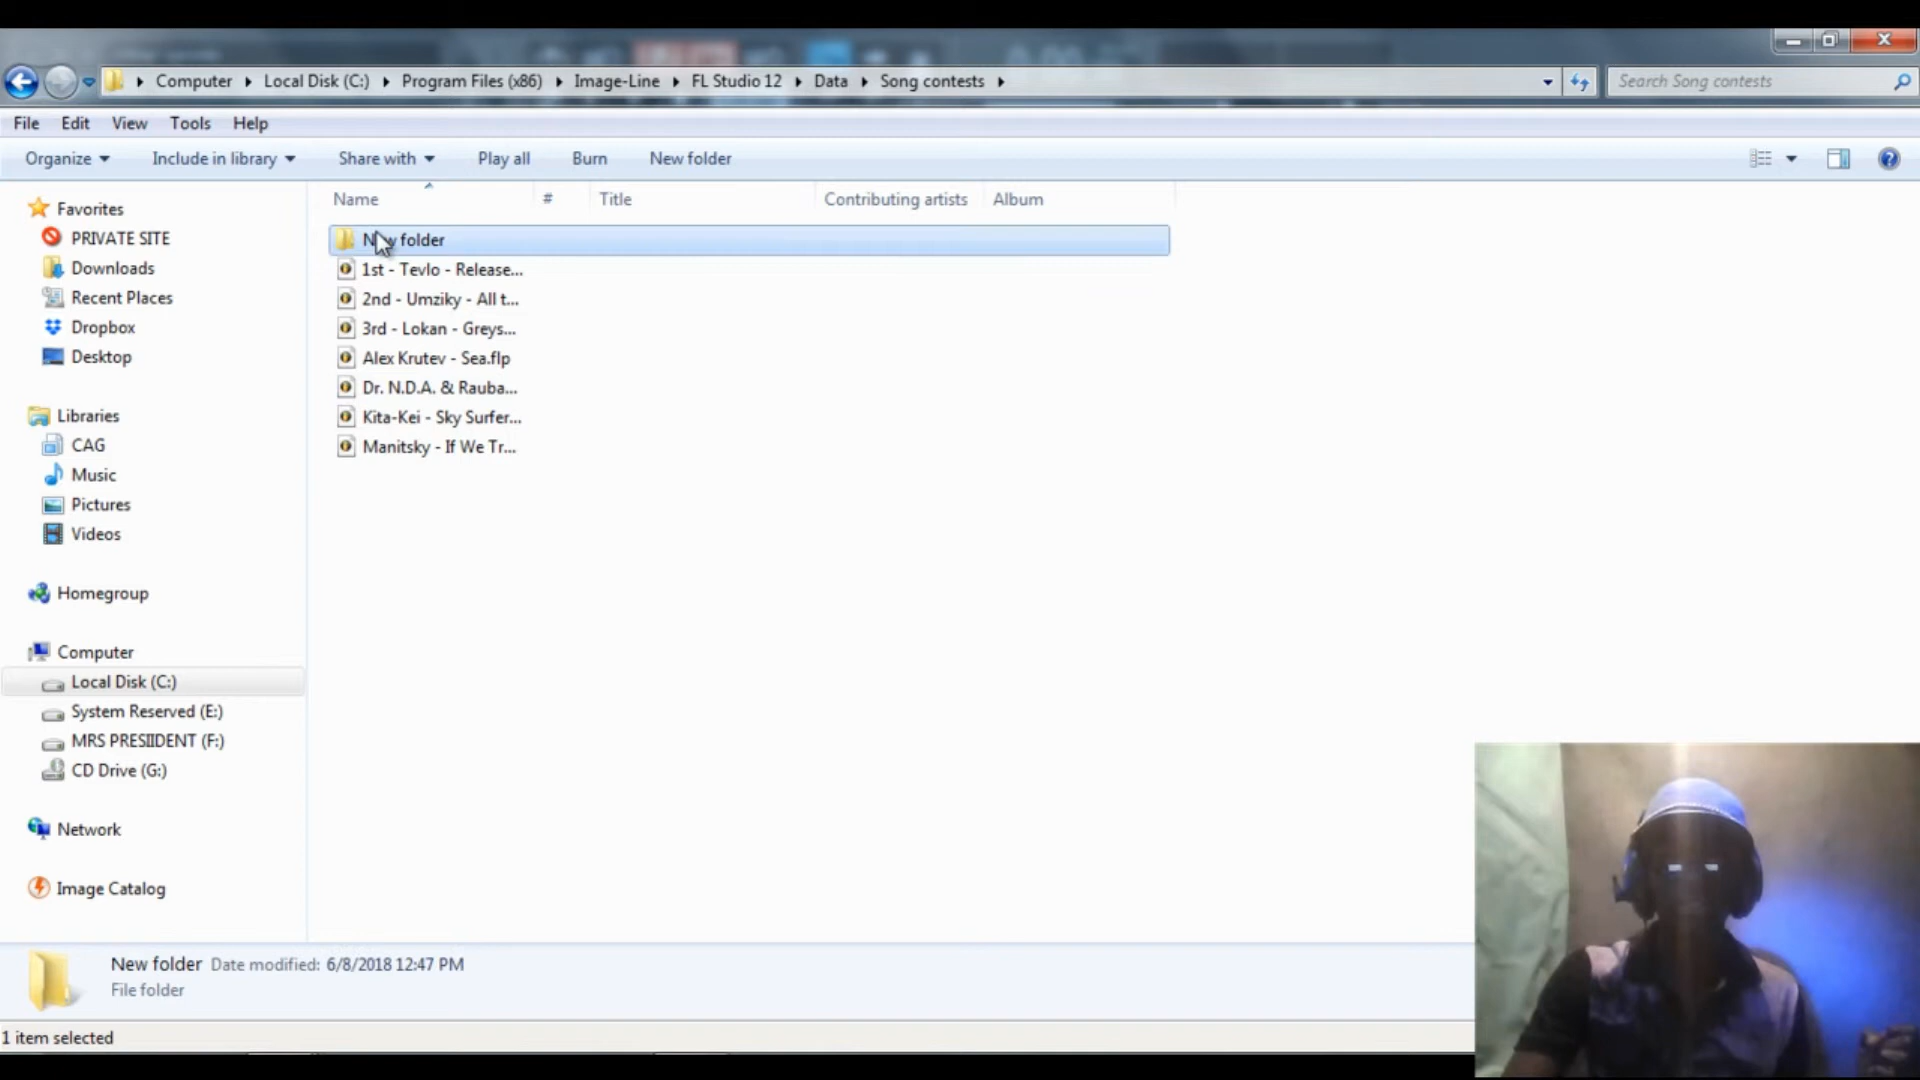 Computer Local Disk (C:) Program Files (x86) Image-Line FL Studio 12 Data Song contests
Search Song contests
File Edit View Tools Help
Organize Include in library Share with Play all Burn New folder
Name # Title Contributing artists Album
Favorites
PRIVATE SITE
Downloads
Recent Places
Dropbox
Desktop
Libraries
CAG
Music
Pictures
Videos
Homegroup
Computer
Local Disk (C:)
System Reserved (E:)
MRS PRESIIDENT (F:)
CD Drive (G:)
Network
Image Catalog
New folder
1st - Tevlo - Release...
2nd - Umziky - All t...
3rd - Lokan - Greys...
Alex Krutev - Sea.flp
Dr. N.D.A. & Rauba...
Kita-Kei - Sky Surfer...
Manitsky - If We Tr...
New folder Date modified: 6/8/2018 12:47 PM
File folder
1 item selected